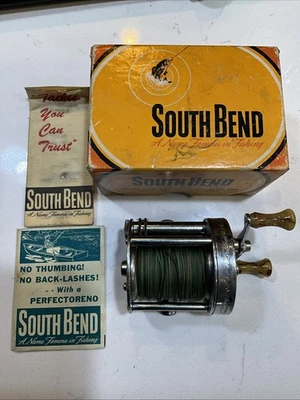 SOUTH BEND
A Name Famous in Fishing
SOUTH BEND
Tackle
You
Can
Trust"
SOUTH BEND
A Name Famous in Fishing
NO THUMBING!
NO BACK-LASHES!
--With a
PERFECTORENO
SOUTH BEND
A Name Famous in Fishing